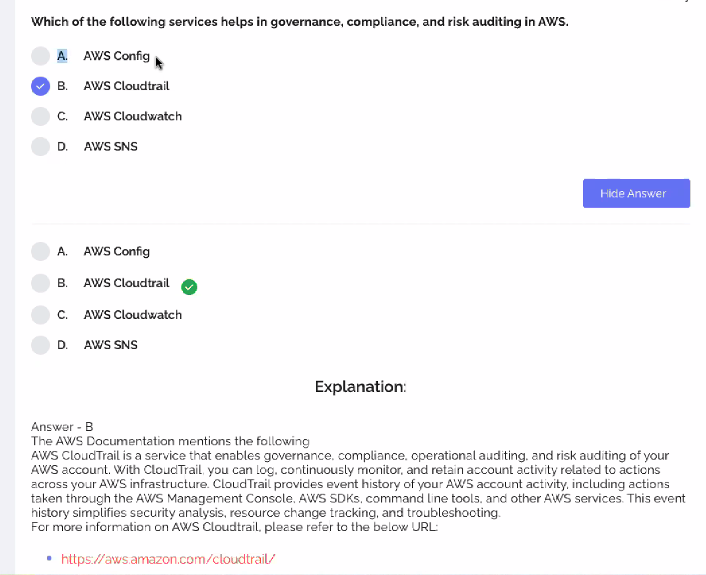 Which of the following services helps in governance, compliance, and risk auditing in AWS.
A. AWS Config
B. AWS Cloudtrail
C. AWS Cloudwatch
D. AWS SNS
Hide Answer
A. AWS Config
B. AWS Cloudtrail
C. AWS Cloudwatch
D. AWS SNS
Explanation:
Answer - B
The AWS Documentation mentions the following
AWS CloudTrail is a service that enables governance, compliance, operational auditing, and risk auditing of your
AWS account. With CloudTrail, you can log, continuously monitor, and retain account activity related to actions
across your AWS infrastructure. CloudTrail provides event history of your AWS account activity, including actions
taken through the AWS Management Console, AWS SDKs, command line tools, and other AWS services. This event
history simplifies security analysis, resource change tracking, and troubleshooting.
For more information on AWS Cloudtrail, please refer to the below URL:
• https://aws.amazon.com/cloudtrail/